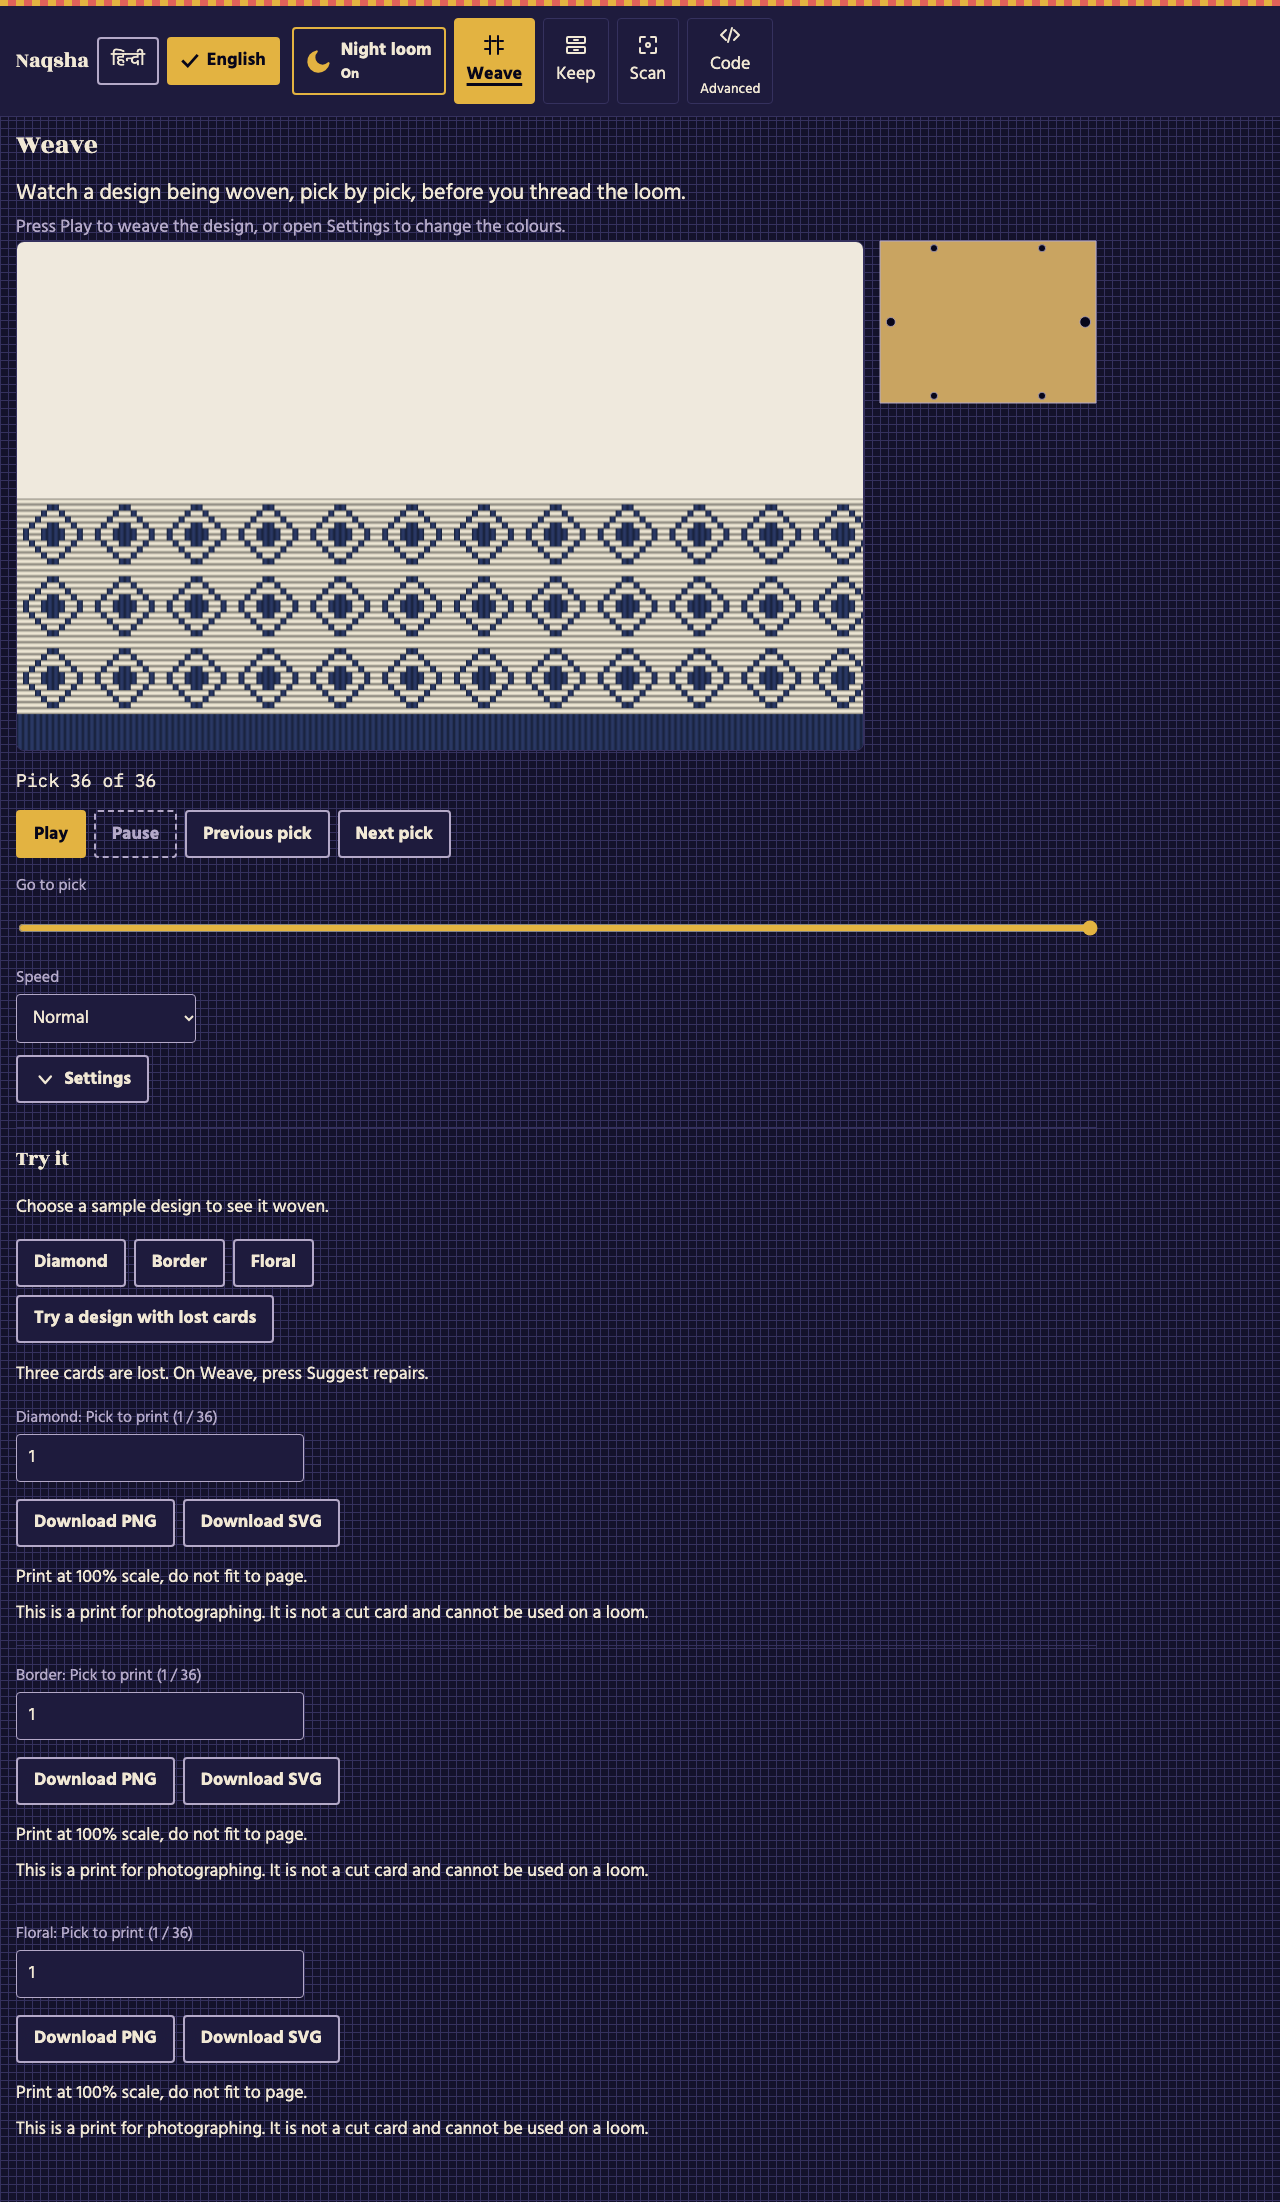 Naqsha
हिन्दी
English
Night loom
On
Weave
Keep
Scan
Code
Advanced
Weave
Watch a design being woven, pick by pick, before you thread the loom.
Press Play to weave the design, or open Settings to change the colours.
Pick 36 of 36
Play
Pause
Previous pick
Next pick
Go to pick
Speed
Normal
Settings
Try it
Choose a sample design to see it woven.
Diamond
Border
Floral
Try a design with lost cards
Three cards are lost. On Weave, press Suggest repairs.
Diamond: Pick to print (1 / 36)
1
Download PNG
Download SVG
Print at 100% scale, do not fit to page.
This is a print for photographing. It is not a cut card and cannot be used on a loom.
Border: Pick to print (1 / 36)
1
Download PNG
Download SVG
Print at 100% scale, do not fit to page.
This is a print for photographing. It is not a cut card and cannot be used on a loom.
Floral: Pick to print (1 / 36)
1
Download PNG
Download SVG
Print at 100% scale, do not fit to page.
This is a print for photographing. It is not a cut card and cannot be used on a loom.